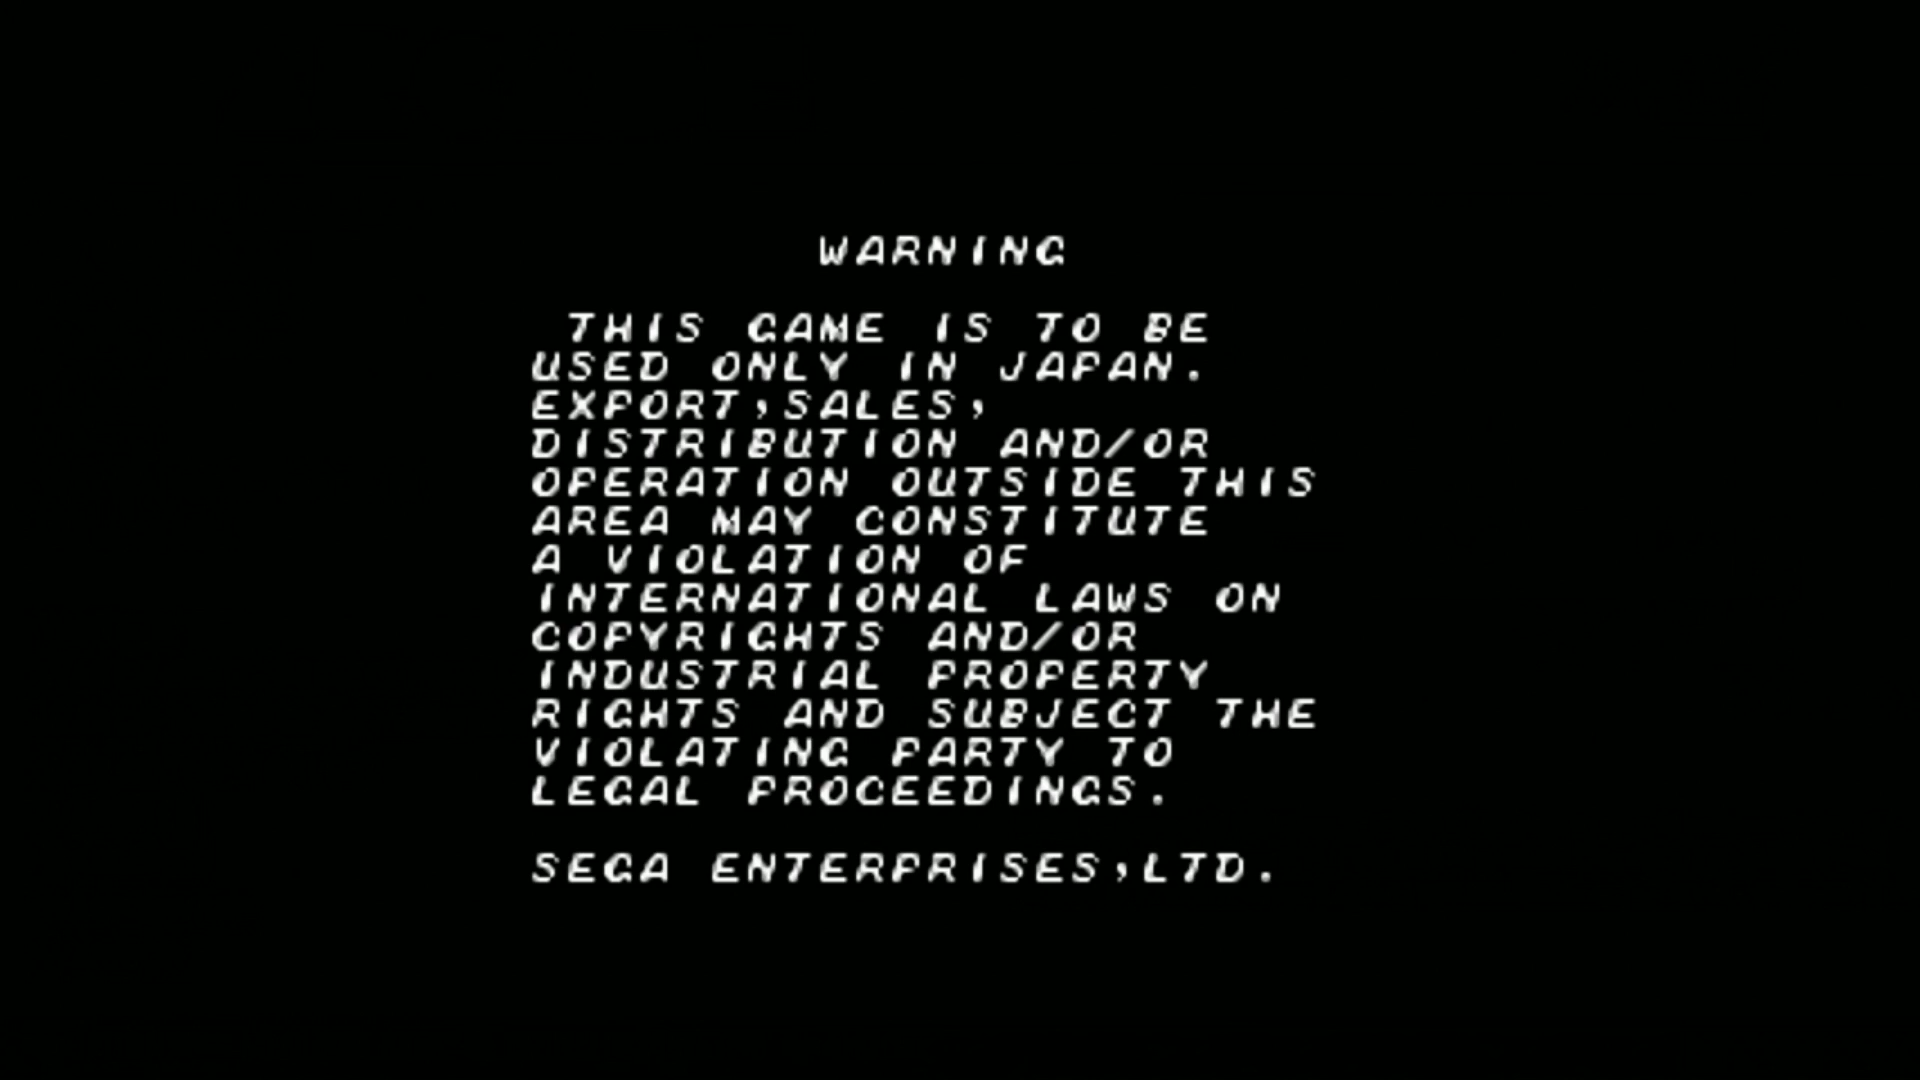 WARNING
THIS GAME IS TO BE
USED ONLY IN JAPAN.
EXPORT,SALES,
DISTRIBUTION AND/OR
OPERATION OUTSIDE THIS
AREA MAY CONSTITUTE
A VIOLATION OF
INTERNATIONAL LAWS ON
COPYRIGHTS AND/OR
INDUSTRIAL PROPERTY
RIGHTS AND SUBJECT THE
VIOLATING PARTY TO
LEGAL PROCEEDINGS.
SEGA ENTERPRISES,LTD.